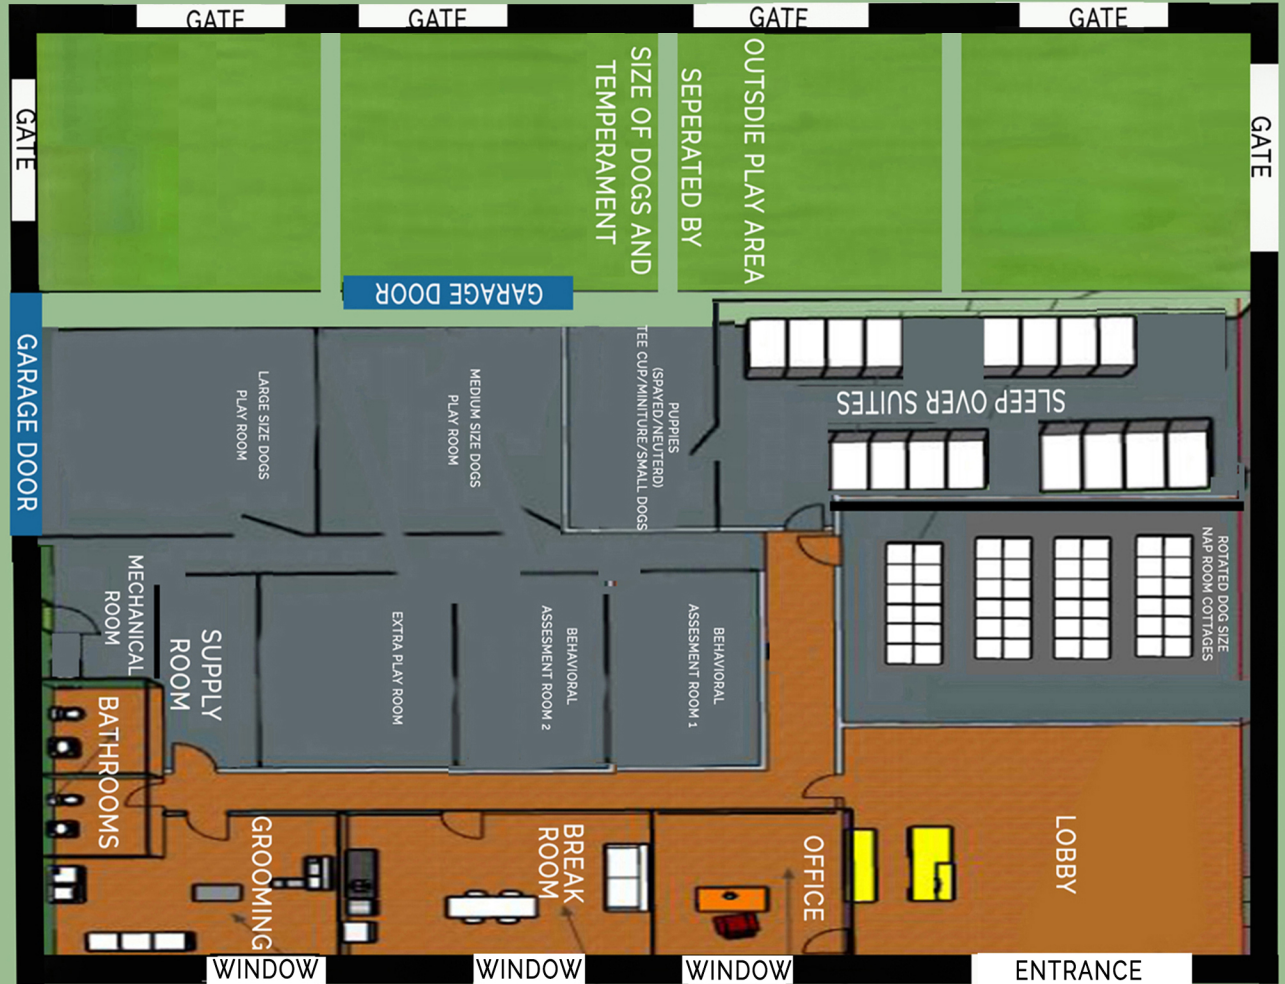 GATE
GATE
GATE
GATE
GATE
GATE
OUTSDIE PLAY AREA
SEPERATED BY
SIZE OF DOGS AND
TEMPERAMENT
GARAGE DOOR
GARAGE DOOR
LARGE SIZE DOGS
PLAY ROOM
MEDIUM SIZE DOGS
PLAY ROOM
PUPPIES
(SPAYED/NEUTERD)
TEE CUP/MINITURE/SMALL DOGS
SLEEP OVER SUITES
ROTATED DOG SIZE
NAP ROOM COTTAGES
MECHANICAL
ROOM
SUPPLY
ROOM
EXTRA PLAY ROOM
BEHAVIORAL
ASSESMENT ROOM 2
BEHAVIORAL
ASSESMENT ROOM 1
BATHROOMS
GROOMING
BREAK
ROOM
OFFICE
LOBBY
WINDOW
WINDOW
WINDOW
ENTRANCE